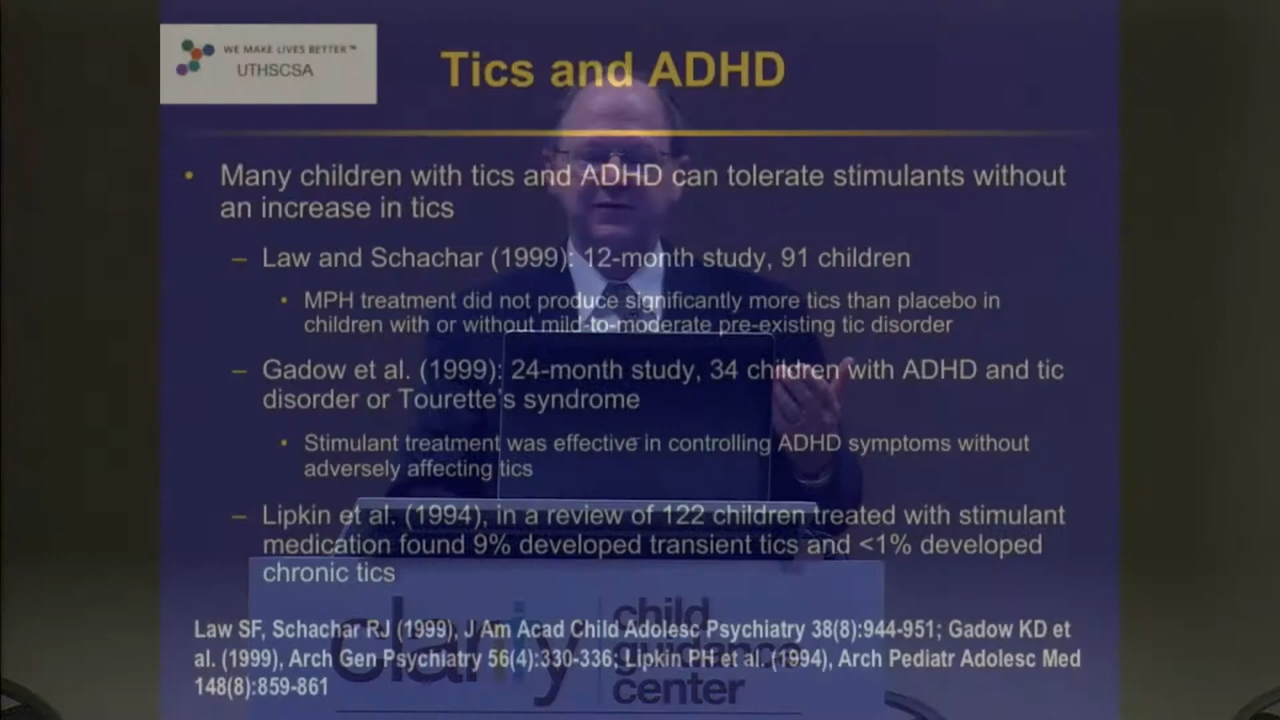 WE MAKE LIVES BETTER™
UTHSCSA
Tics and ADHD
• Many children with tics and ADHD can tolerate stimulants without
an increase in tics
– Law and Schachar (1999): 12-month study, 91 children
• MPH treatment did not produce significantly more tics than placebo in
children with or without mild-to-moderate pre-existing tic disorder
– Gadow et al. (1999): 24-month study, 34 children with ADHD and tic
disorder or Tourette's syndrome
• Stimulant treatment was effective in controlling ADHD symptoms without
adversely affecting tics
– Lipkin et al. (1994), in a review of 122 children treated with stimulant
medication found 9% developed transient tics and <1% developed
chronic tics
Law SF, Schachar RJ (1999), J Am Acad Child Adolesc Psychiatry 38(8):944-951; Gadow KD et
al. (1999), Arch Gen Psychiatry 56(4):330-336; Lipkin PH et al. (1994), Arch Pediatr Adolesc Med
148(8):859-861
clarity
child
guidance
center